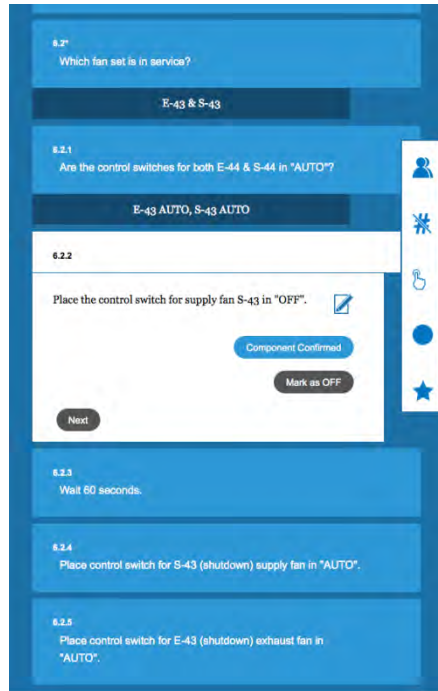 6.2*
Which fan set is in service?
E-43 & S-43
6.2.1
Are the control switches for both E-44 & S-44 in "AUTO"?
E-43 AUTO, S-43 AUTO
6.2.2
Place the control switch for supply fan S-43 in "OFF".
Component Confirmed
Mark as OFF
Next
6.2.3
Wait 60 seconds.
6.2.4
Place control switch for S-43 (shutdown) supply fan in "AUTO".
6.2.5
Place control switch for E-43 (shutdown) exhaust fan in
"AUTO".